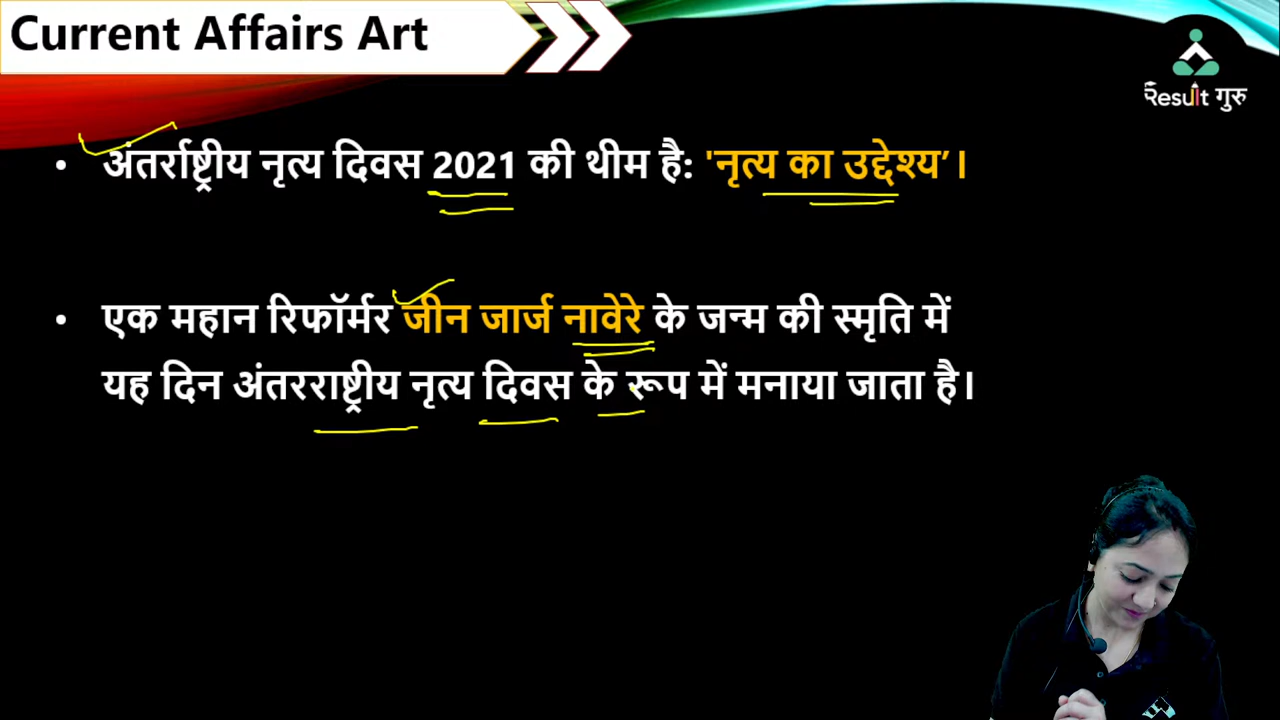 Current Affairs Art
Result गुरु
• अंतर्राष्ट्रीय नृत्य दिवस 2021 की थीम है: 'नृत्य का उद्देश्य’।
• एक महान रिफॉर्मर जीन जार्ज नावेरे के जन्म की स्मृति में
यह दिन अंतरराष्ट्रीय नृत्य दिवस के रूप में मनाया जाता है।